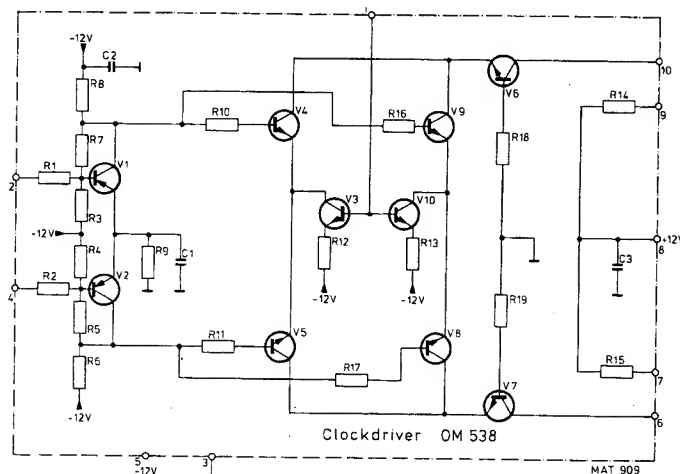 1
-12V
C2
R8
10
V6
R14
9
R10
V4
R16
V9
R7
R18
V1
R1
2
R3
V3
V10
-12V
+12V
8
R4
R9
C1
R12
R13
C3
R2
V2
4
-12V
-12V
R5
R19
V5
V8
R11
R6
R17
R15
7
V7
-12V
6
Clockdriver OM 538
5
-12V
3
MAT 909